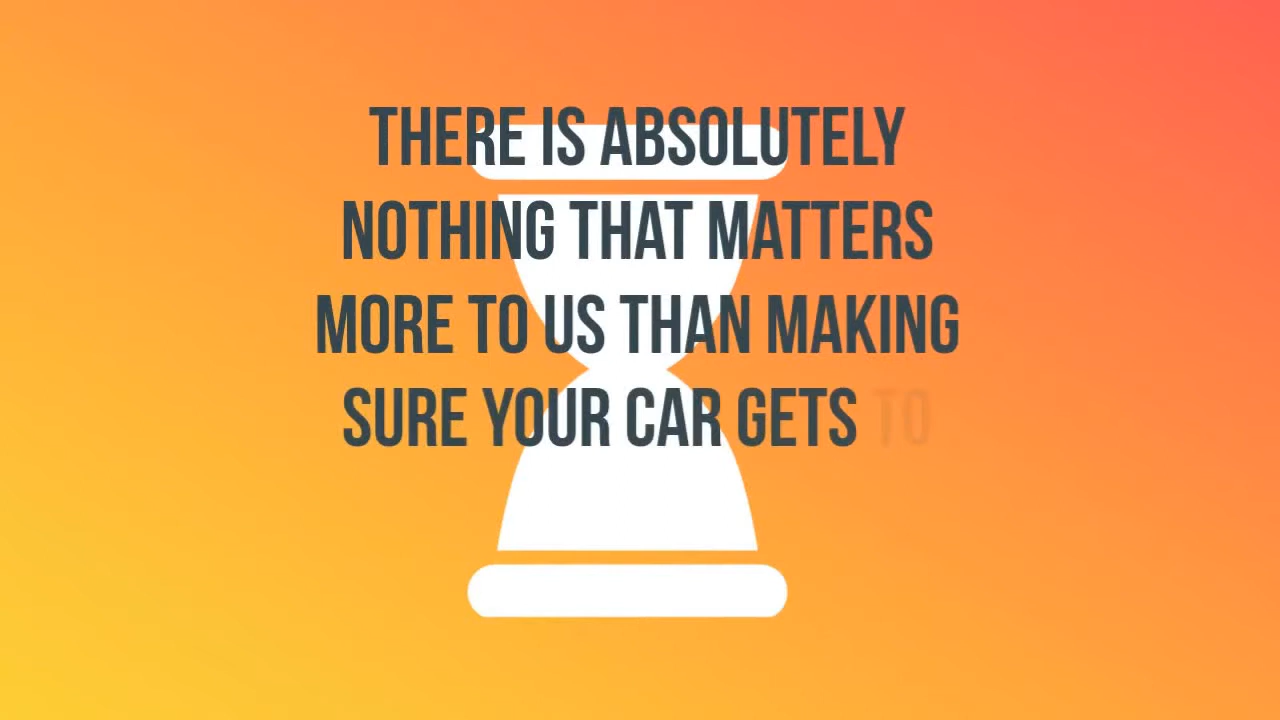 THERE IS ABSOLUTELY
NOTHING THAT MATTERS
MORE TO US THAN MAKING
SURE YOUR CAR GETS TO